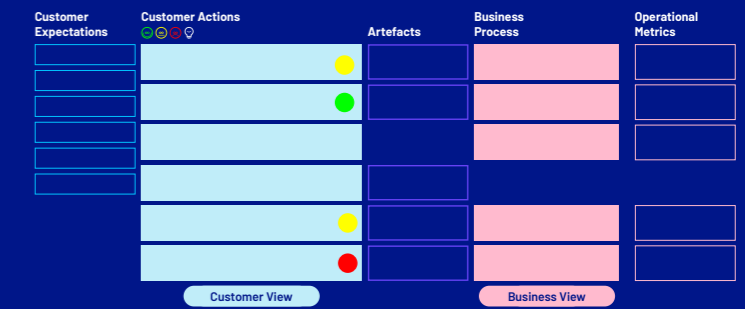 Customer
Expectations
Customer Actions
Artefacts
Business
Process
Operational
Metrics
Customer View
Business View